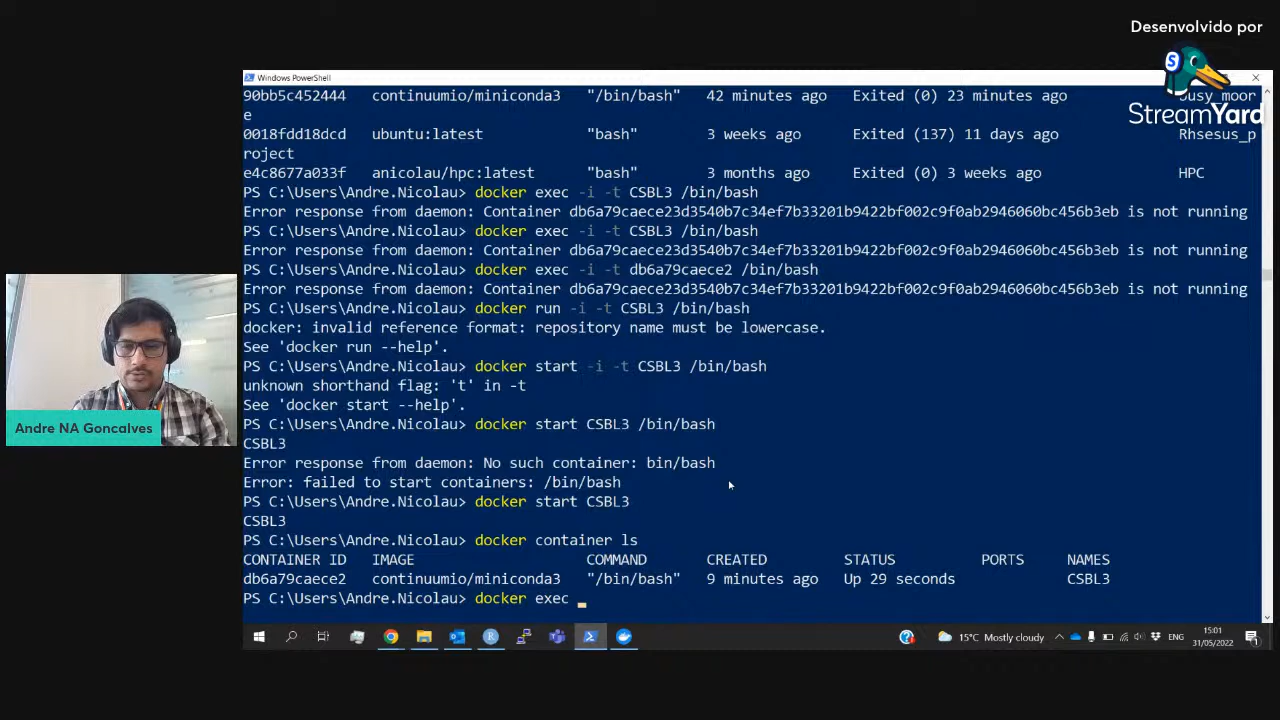 Desenvolvido por
StreamYard
Windows PowerShell
90bb5c452444 continuumio/miniconda3 "/bin/bash" 42 minutes ago Exited (0) 23 minutes ago busy_moor
e
0018fdd18dcd ubuntu:latest "bash" 3 weeks ago Exited (137) 11 days ago Rhsesus_p
roject
e4c8677a033f anicolau/hpc:latest "bash" 3 months ago Exited (0) 3 weeks ago HPC
PS C:\Users\Andre.Nicolau> docker exec -i -t CSBL3 /bin/bash
Error response from daemon: Container db6a79caece23d3540b7c34ef7b33201b9422bf002c9f0ab2946060bc456b3eb is not running
PS C:\Users\Andre.Nicolau> docker exec -i -t CSBL3 /bin/bash
Error response from daemon: Container db6a79caece23d3540b7c34ef7b33201b9422bf002c9f0ab2946060bc456b3eb is not running
PS C:\Users\Andre.Nicolau> docker exec -i -t db6a79caece2 /bin/bash
Error response from daemon: Container db6a79caece23d3540b7c34ef7b33201b9422bf002c9f0ab2946060bc456b3eb is not running
PS C:\Users\Andre.Nicolau> docker run -i -t CSBL3 /bin/bash
docker: invalid reference format: repository name must be lowercase.
See 'docker run --help'.
PS C:\Users\Andre.Nicolau> docker start -i -t CSBL3 /bin/bash
unknown shorthand flag: 't' in -t
See 'docker start --help'.
PS C:\Users\Andre.Nicolau> docker start CSBL3 /bin/bash
CSBL3
Error response from daemon: No such container: bin/bash
Error: failed to start containers: /bin/bash
PS C:\Users\Andre.Nicolau> docker start CSBL3
CSBL3
PS C:\Users\Andre.Nicolau> docker container ls
CONTAINER ID IMAGE COMMAND CREATED STATUS PORTS NAMES
db6a79caece2 continuumio/miniconda3 "/bin/bash" 9 minutes ago Up 29 seconds CSBL3
PS C:\Users\Andre.Nicolau> docker exec _
Andre NA Goncalves
15°C Mostly cloudy
ENG
15:01
31/05/2022